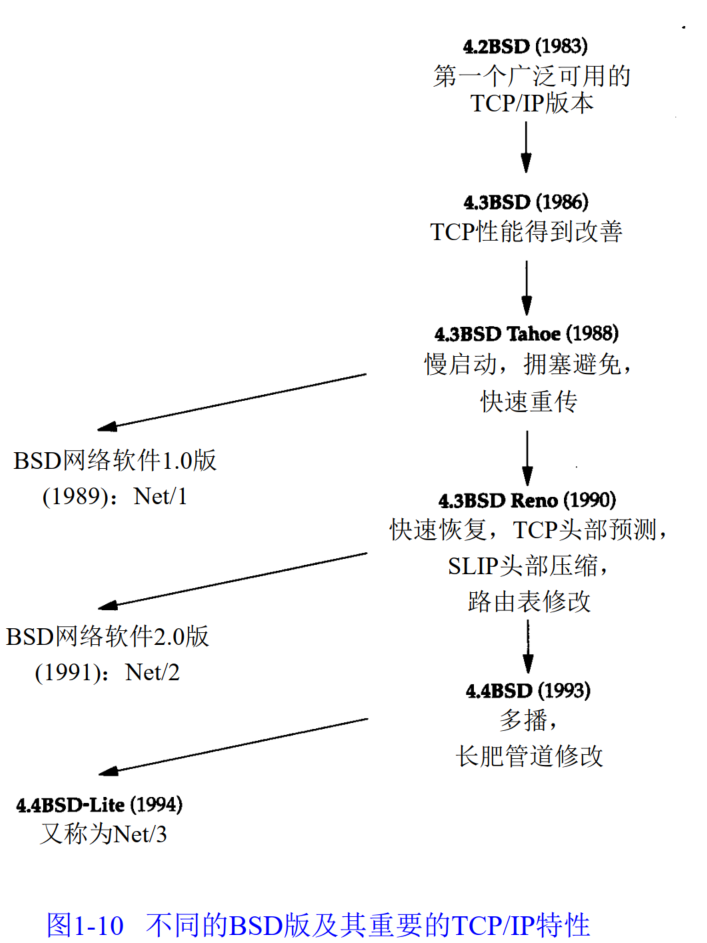 4.2BSD (1983)
第一个广泛可用的
TCP/IP版本
4.3BSD (1986)
TCP性能得到改善
4.3BSD Tahoe (1988)
慢启动，拥塞避免，
快速重传
BSD网络软件1.0版
(1989)：Net/1
4.3BSD Reno (1990)
快速恢复，TCP头部预测，
SLIP头部压缩，
路由表修改
BSD网络软件2.0版
(1991)：Net/2
4.4BSD (1993)
多播，
长肥管道修改
4.4BSD-Lite (1994)
又称为Net/3
图1-10 不同的BSD版及其重要的TCP/IP特性